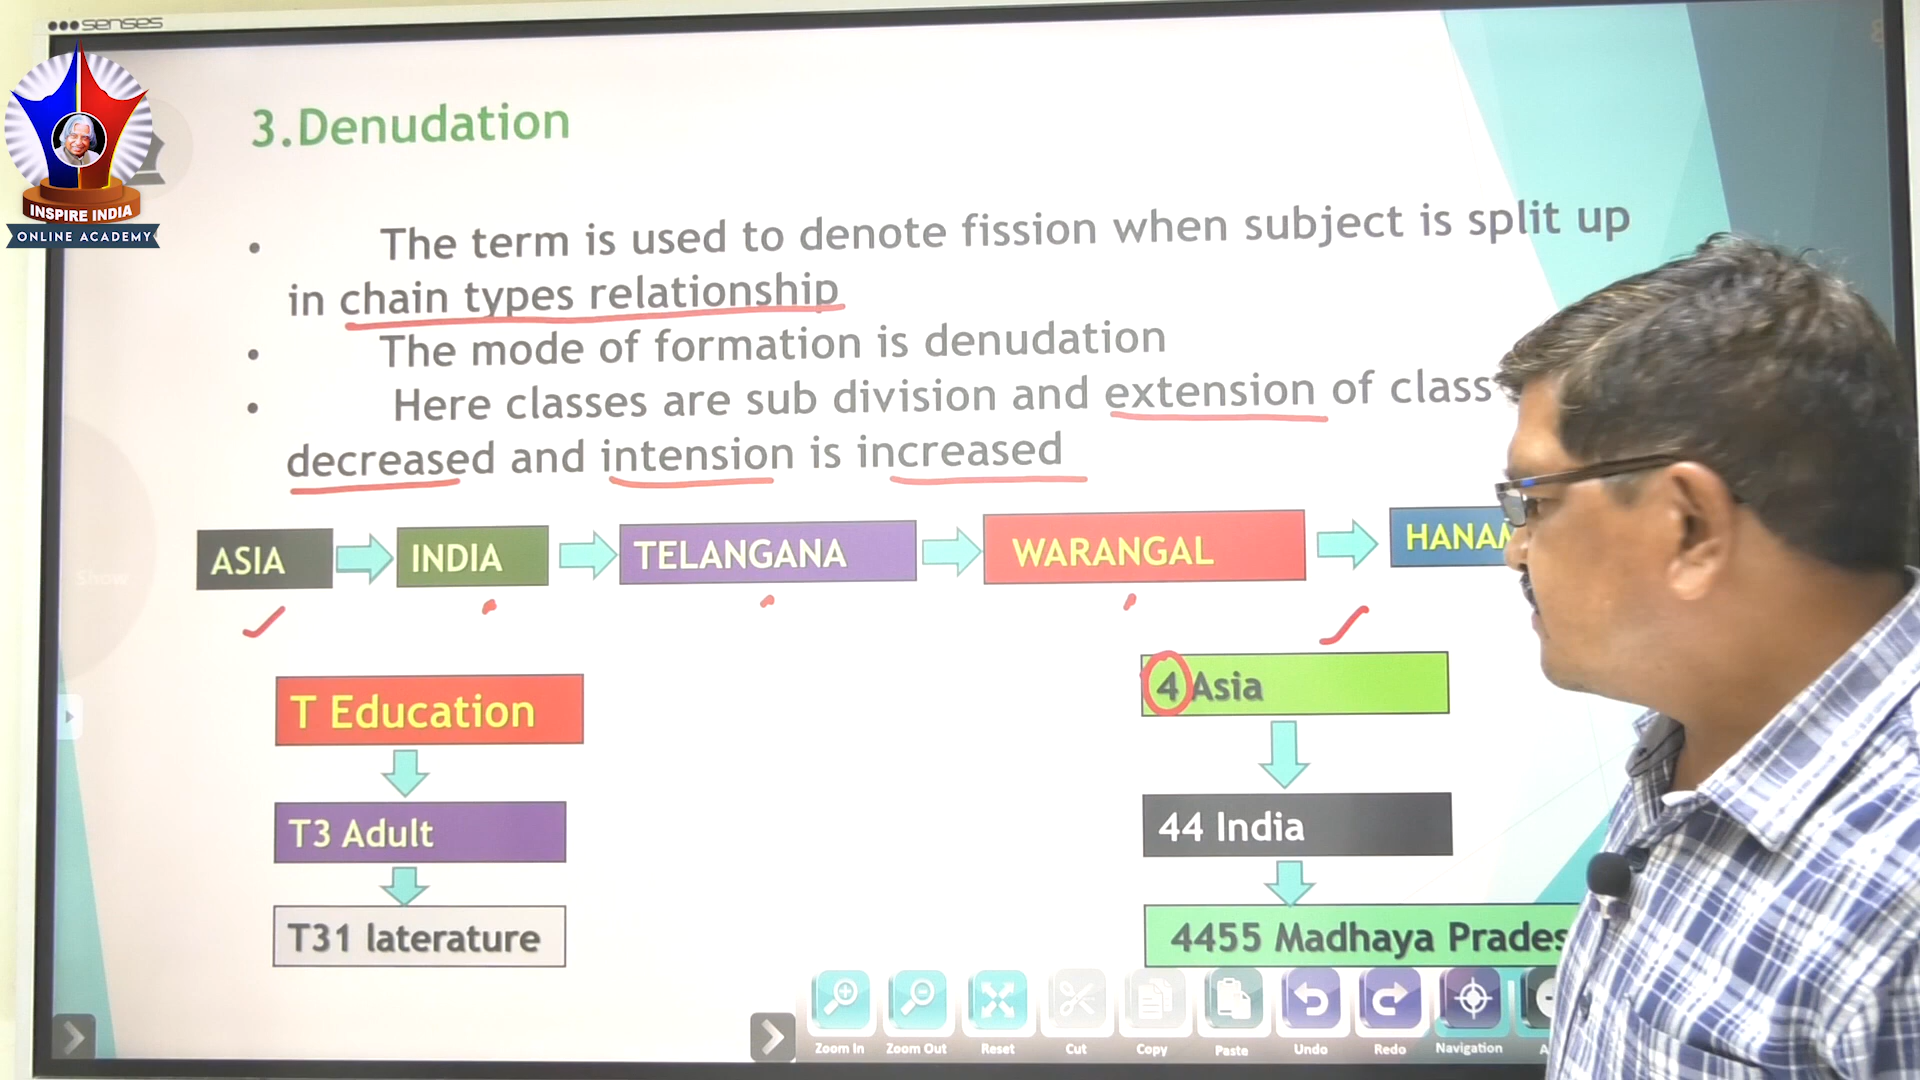 senses
INSPIRE INDIA
ONLINE ACADEMY
3.Denudation
• The term is used to denote fission when subject is split up
in chain types relationship
• The mode of formation is denudation
• Here classes are sub division and extension of class
decreased and intension is increased
ASIA
INDIA
TELANGANA
WARANGAL
T Education
T3 Adult
T31 laterature
4 Asia
44 India
4455 Madhaya
Show
Zoom In
Zoom Out
Reset
Cut
Copy
Paste
Undo
Redo
Navigation